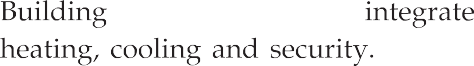 Building integrate
heating, cooling and security.